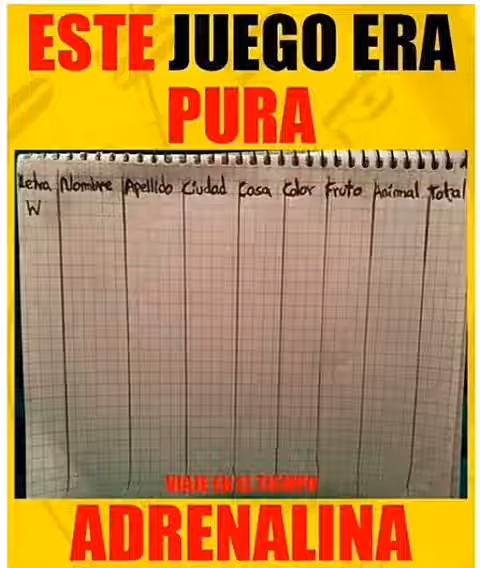 ESTE JUEGO ERA
PURA
Letra Nombre Apellido Ciudad Cosa Color Fruto Animal total
W
VIAJE EN EL TIEMPO
ADRENALINA